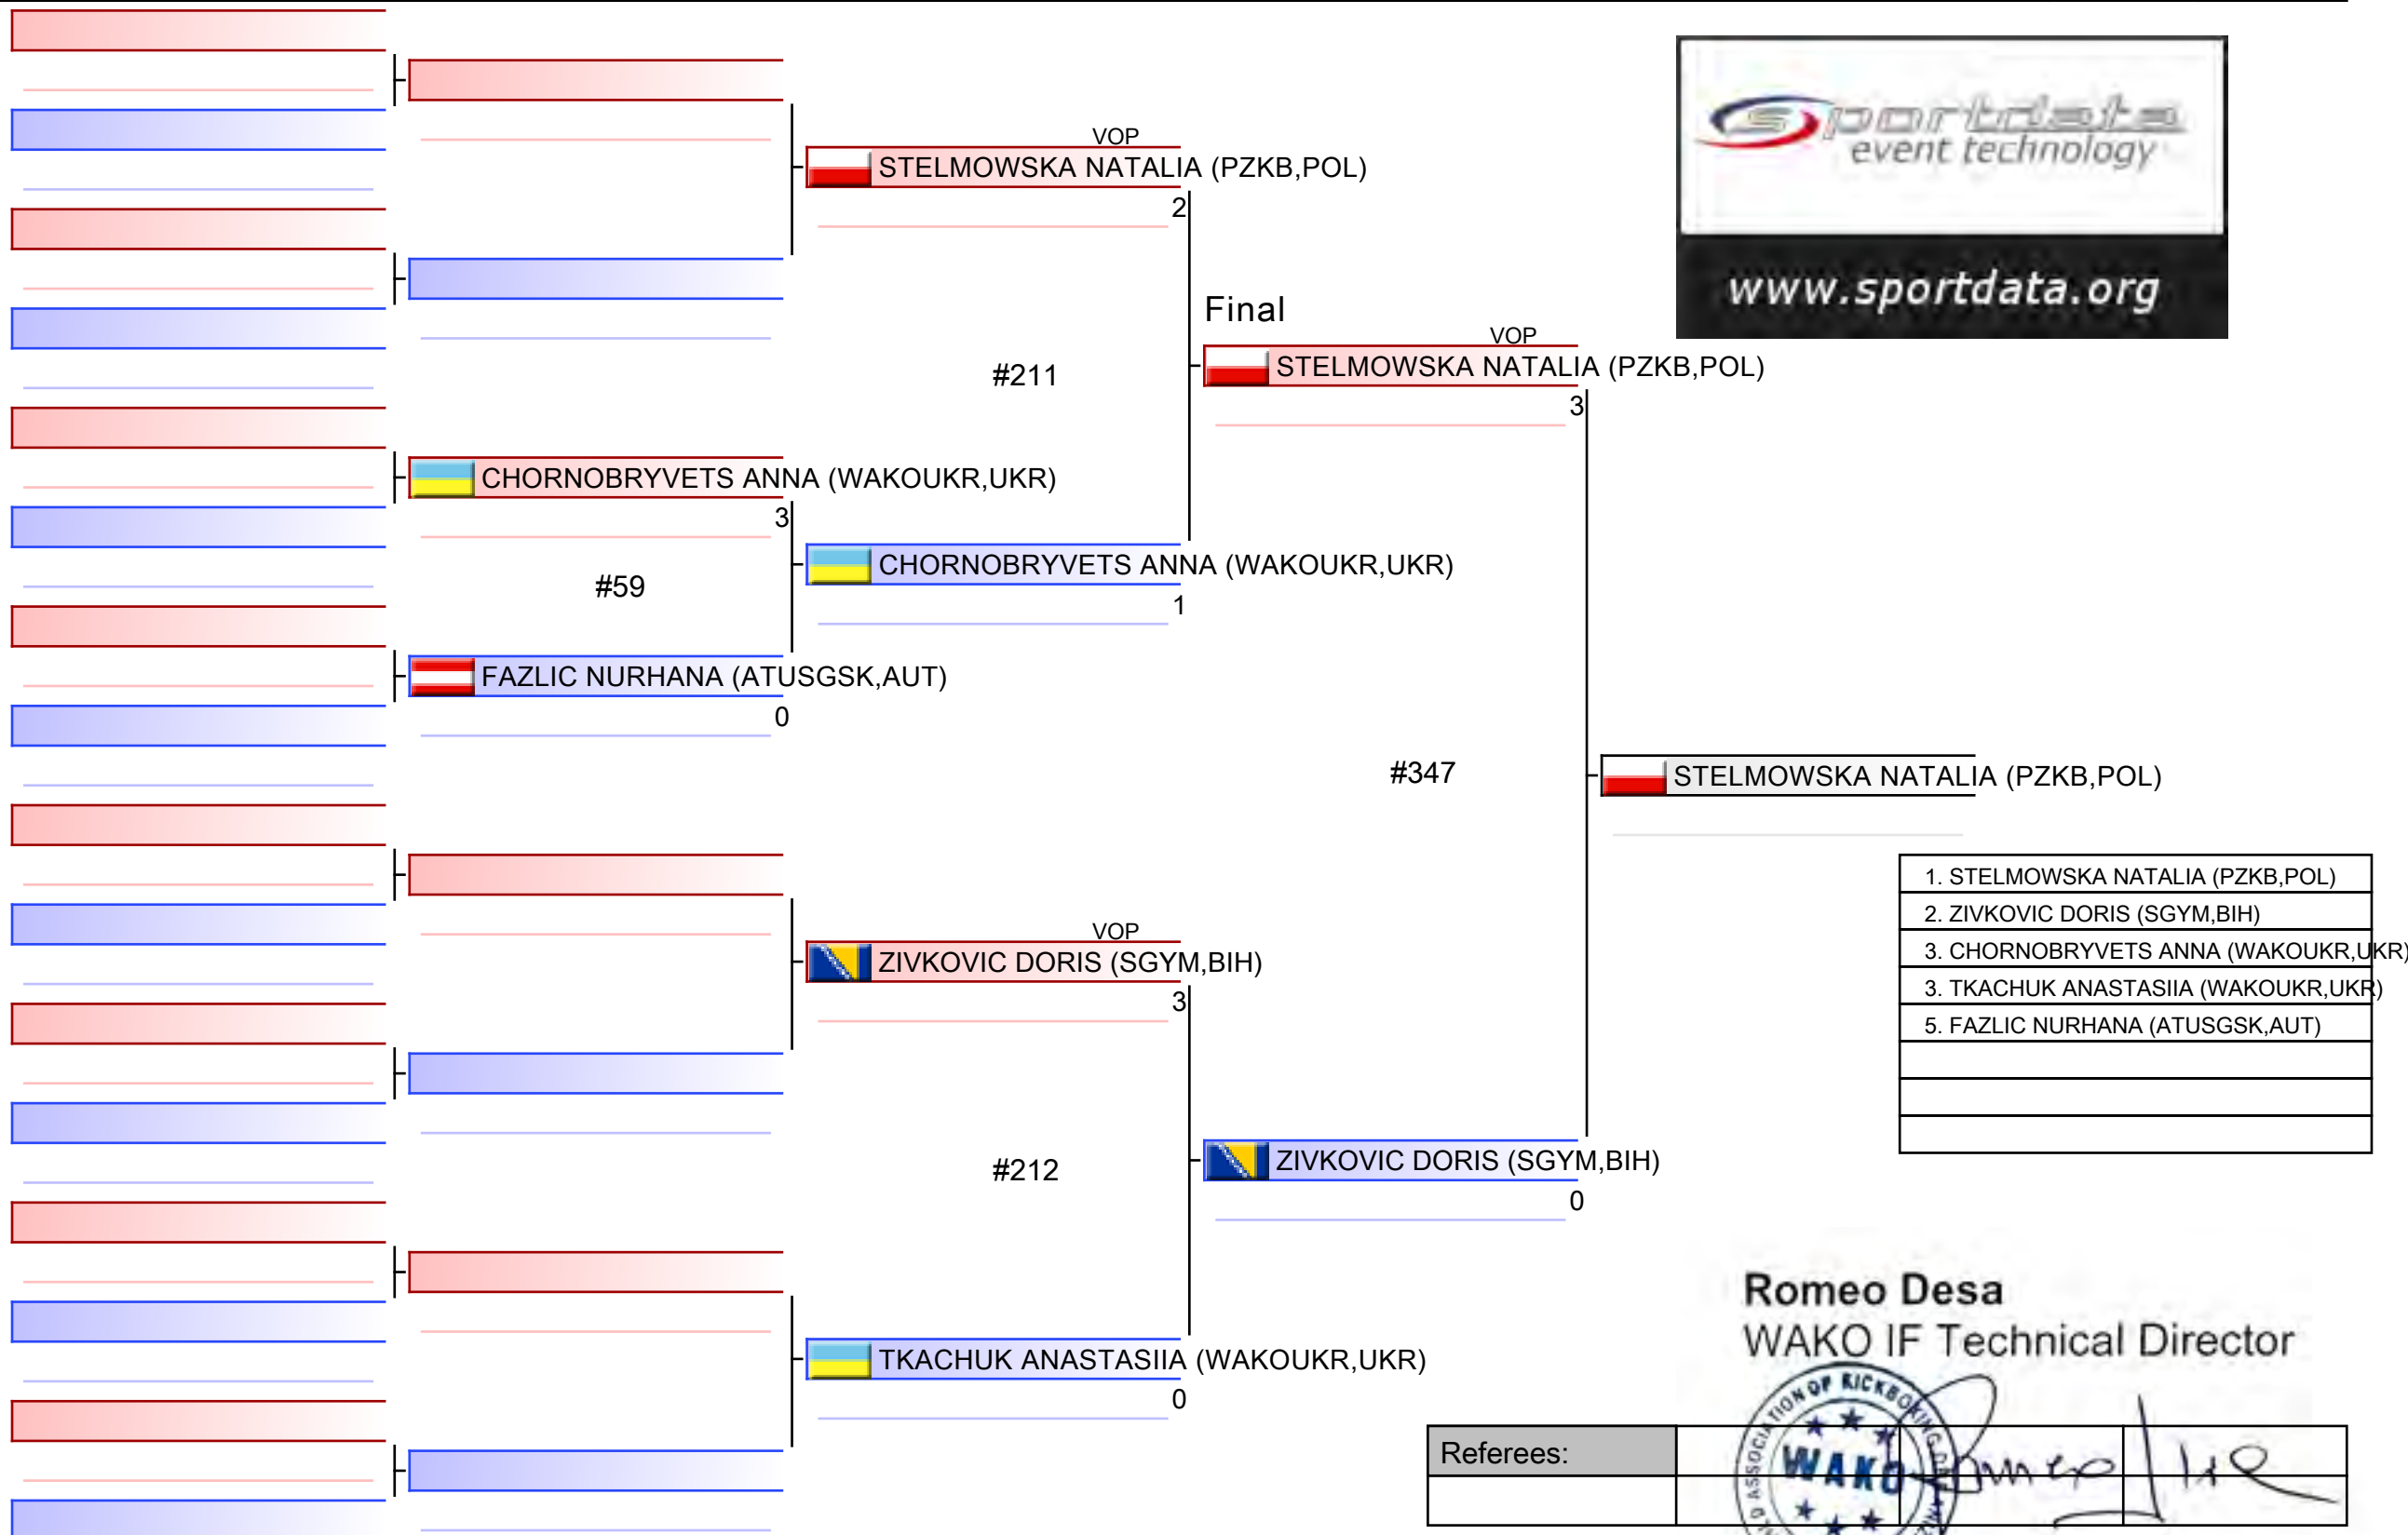 sportdata
event technology
www.sportdata.org
VOP
STELMOWSKA NATALIA (PZKB,POL)
2
Final
VOP
#211
STELMOWSKA NATALIA (PZKB,POL)
3
CHORNOBRYVETS ANNA (WAKOUKR,UKR)
3
CHORNOBRYVETS ANNA (WAKOUKR,UKR)
#59
1
FAZLIC NURHANA (ATUSGSK,AUT)
0
#347
STELMOWSKA NATALIA (PZKB,POL)
1. STELMOWSKA NATALIA (PZKB,POL)
2. ZIVKOVIC DORIS (SGYM,BIH)
3. CHORNOBRYVETS ANNA (WAKOUKR,UKR)
3. TKACHUK ANASTASIIA (WAKOUKR,UKR)
5. FAZLIC NURHANA (ATUSGSK,AUT)
VOP
ZIVKOVIC DORIS (SGYM,BIH)
3
#212
ZIVKOVIC DORIS (SGYM,BIH)
0
TKACHUK ANASTASIIA (WAKOUKR,UKR)
0
Romeo Desa
WAKO IF Technical Director
ASSOCIATION OF KICKBOXING
WAKO
Referees: